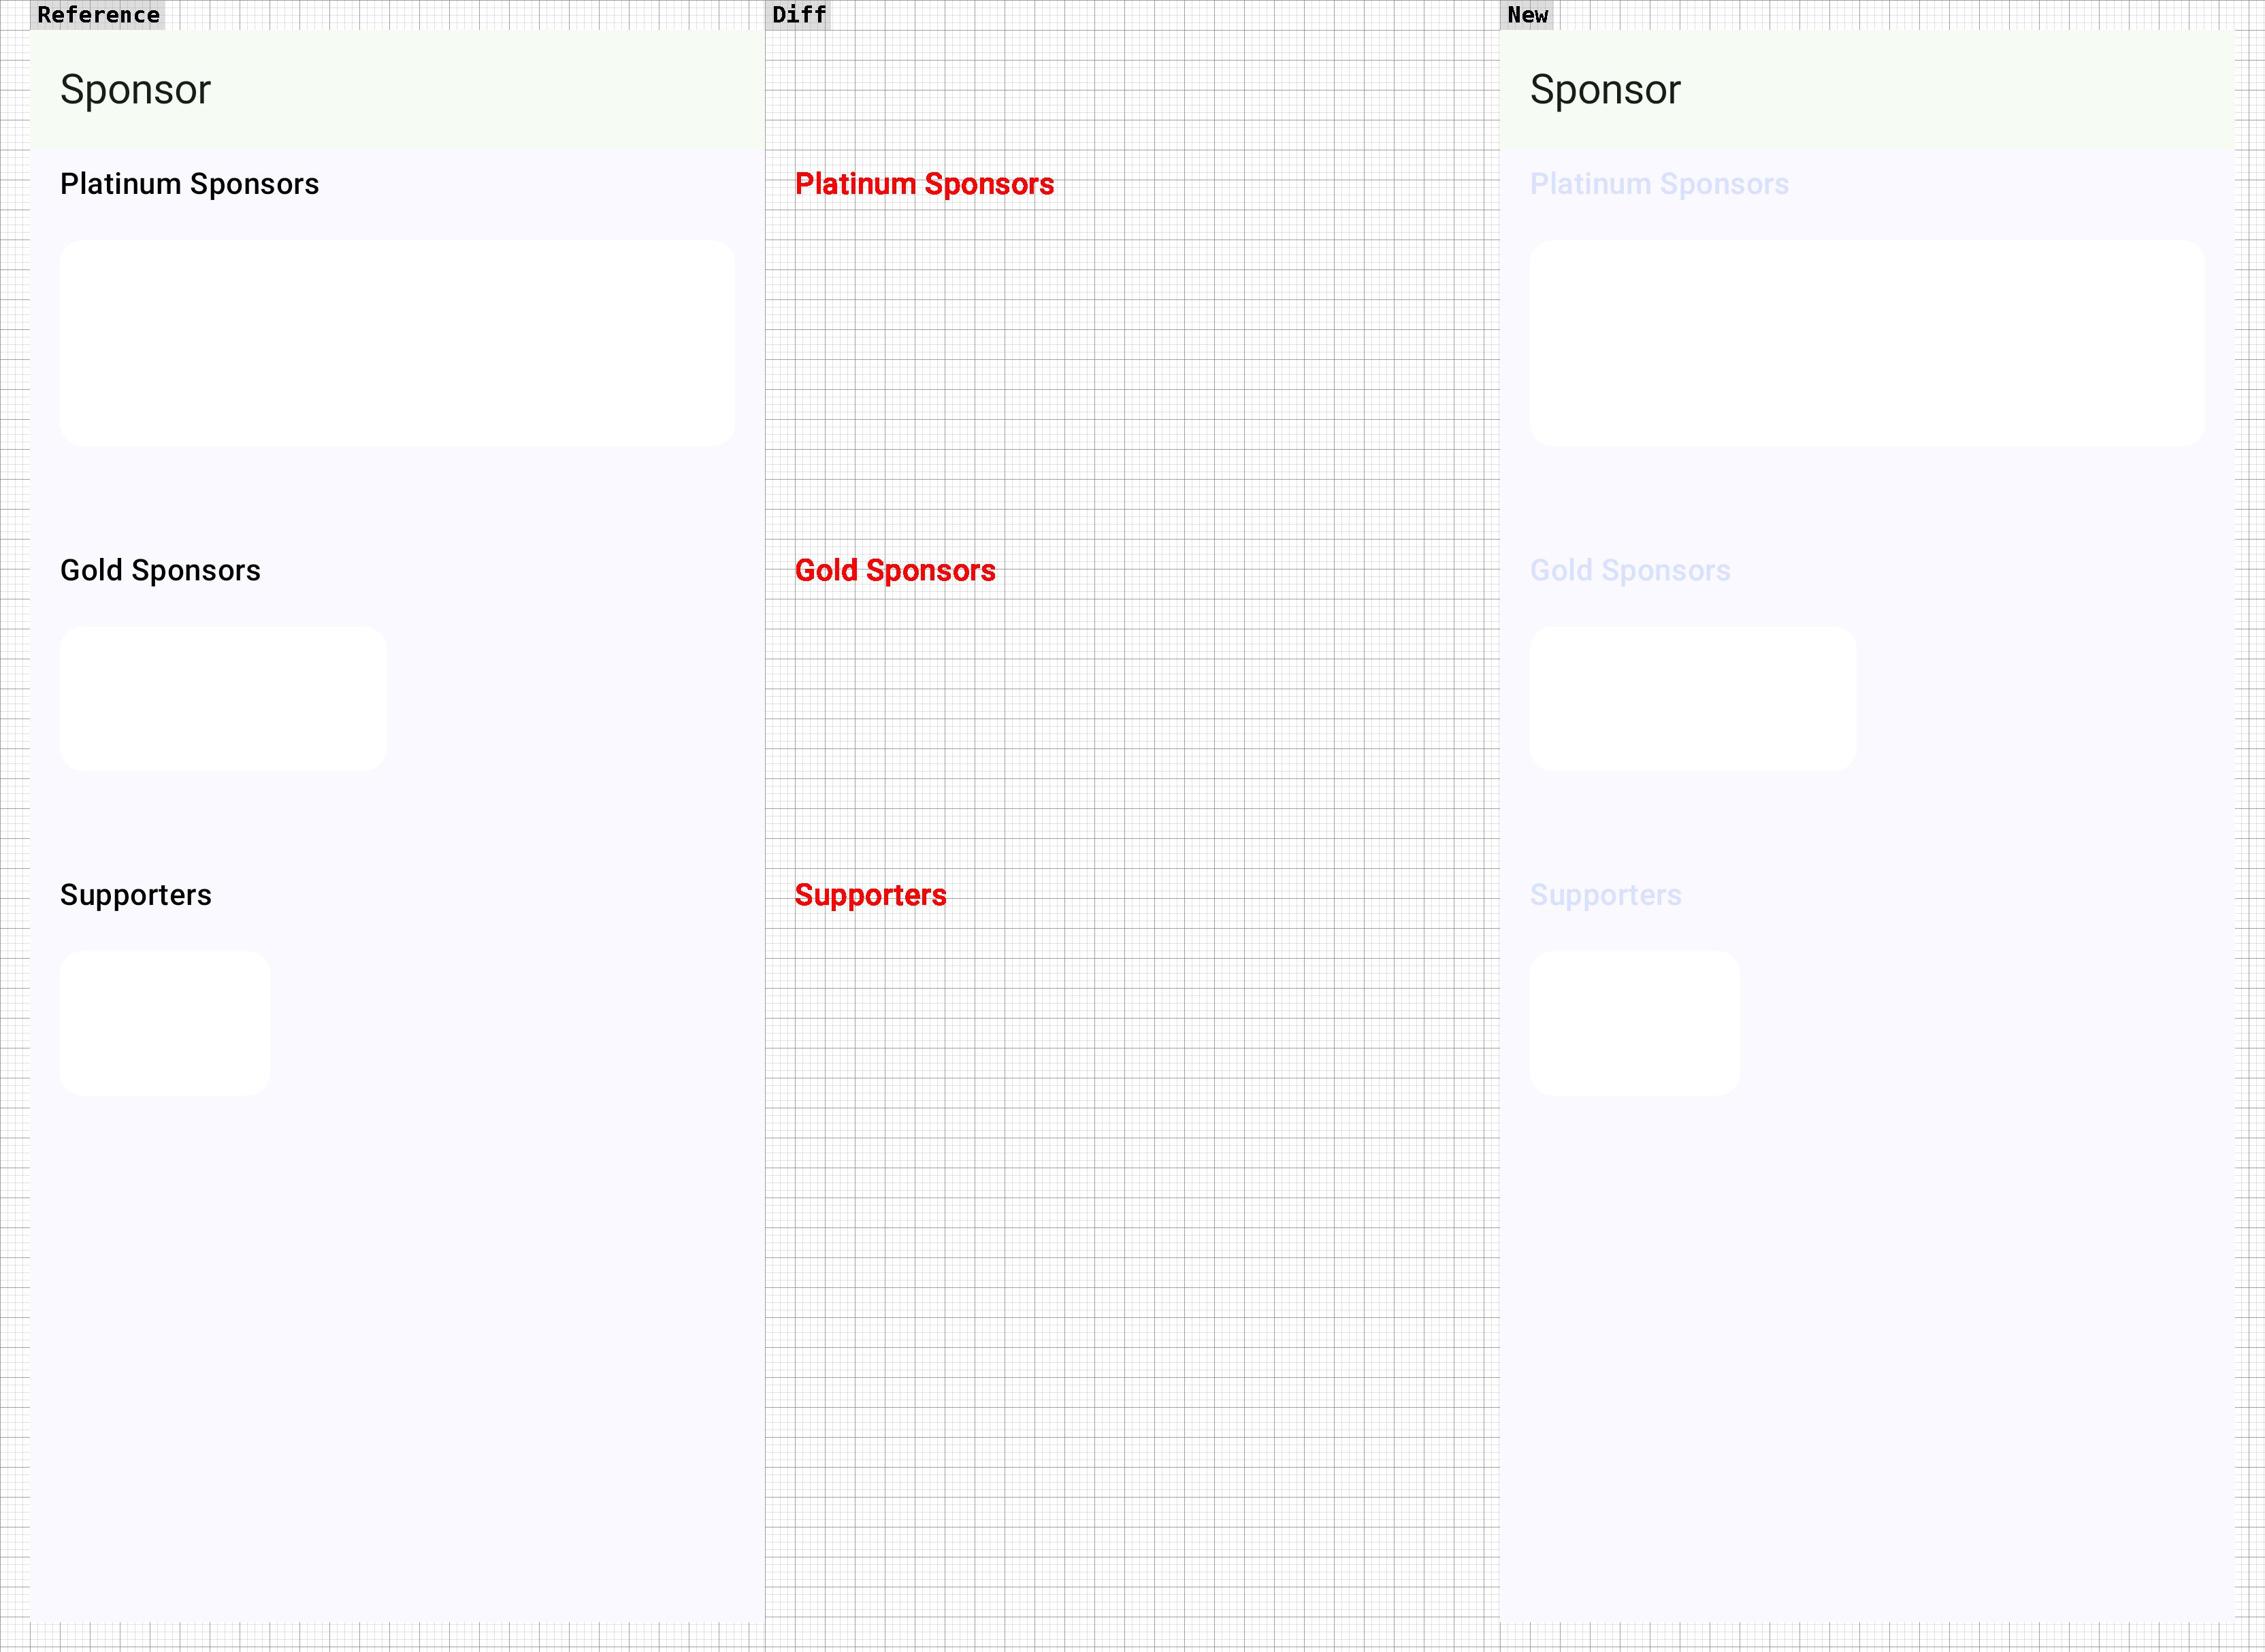 Reference
Sponsor
Platinum Sponsors
Gold Sponsors
Supporters
Diff
Platinum Sponsors
Gold Sponsors
Supporters
New
Sponsor
Platinum Sponsors
Gold Sponsors
Supporters